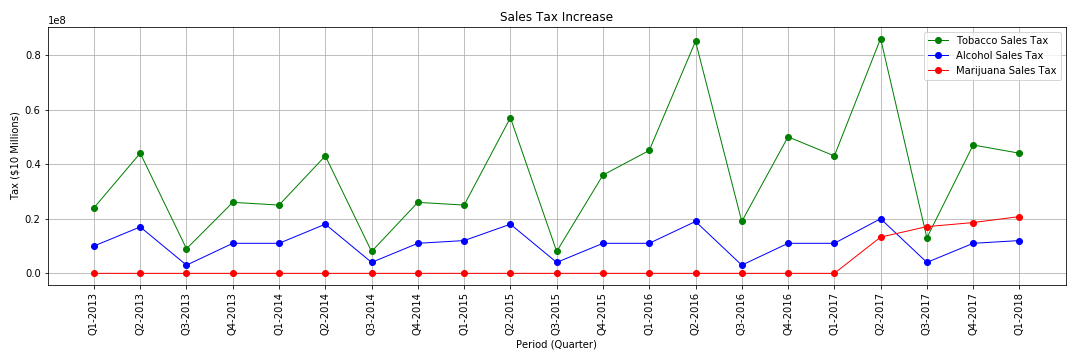 Sales Tax Increase
1e8
Tobacco Sales Tax
Alcohol Sales Tax
Marijuana Sales Tax
Tax ($10 Millions)
0.8
0.6
0.4
0.2
0.0
Q1-2013
Q2-2013
Q3-2013
Q4-2013
Q1-2014
Q2-2014
Q3-2014
Q4-2014
Q1-2015
Q2-2015
Q3-2015
Q4-2015
Q1-2016
Q2-2016
Q3-2016
Q4-2016
Q1-2017
Q2-2017
Q3-2017
Q4-2017
Q1-2018
Period (Quarter)